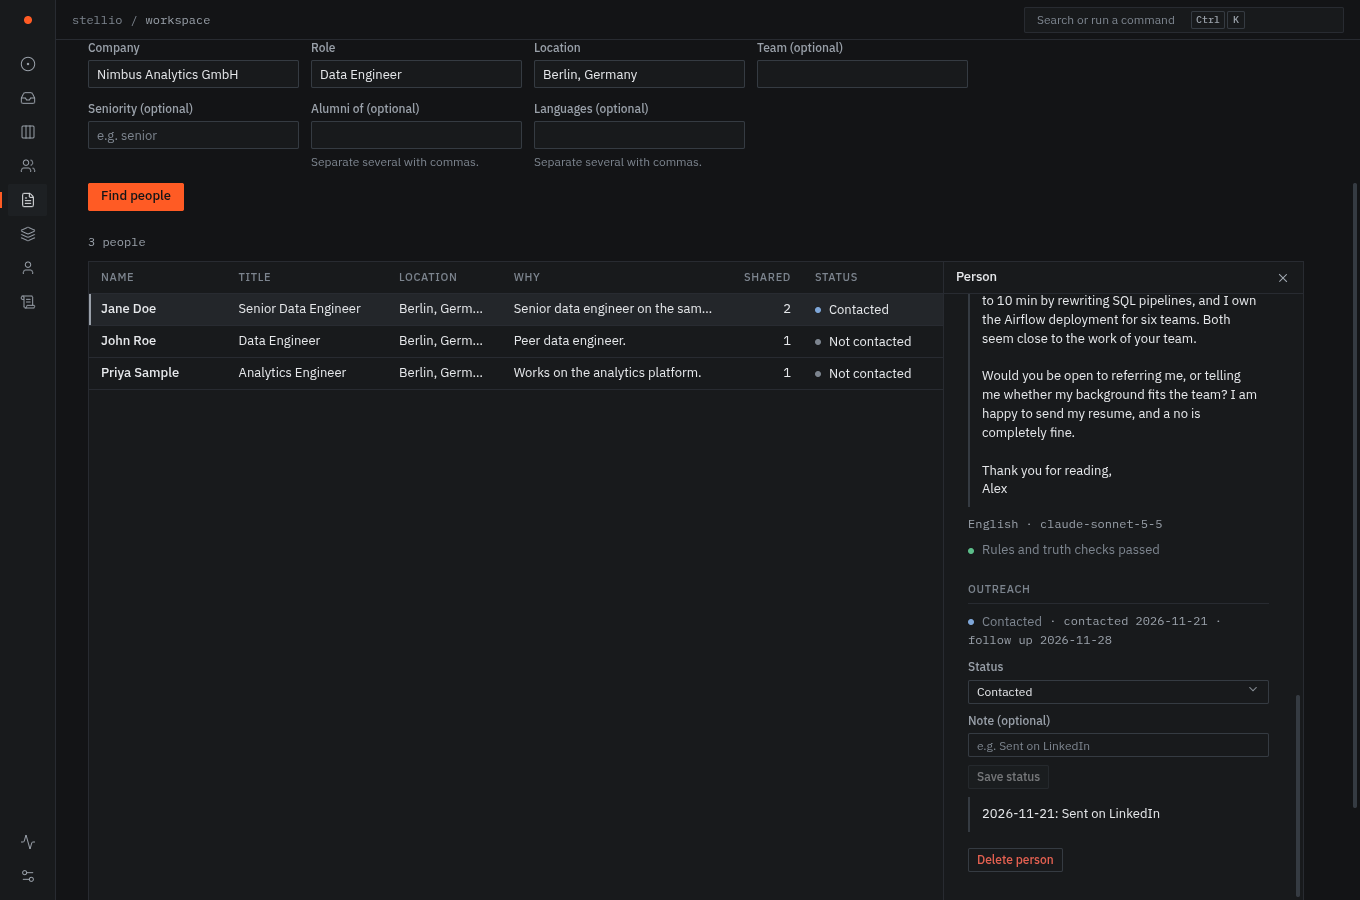 stellio / workspace
Search or run a command Ctrl K
Company Role Location Team (optional)
Nimbus Analytics GmbH Data Engineer Berlin, Germany
Seniority (optional) Alumni of (optional) Languages (optional)
e.g. senior
Separate several with commas. Separate several with commas.
Find people
3 people
NAME TITLE LOCATION WHY SHARED STATUS
Jane Doe Senior Data Engineer Berlin, Germ... Senior data engineer on the sam... 2 Contacted
John Roe Data Engineer Berlin, Germ... Peer data engineer. 1 Not contacted
Priya Sample Analytics Engineer Berlin, Germ... Works on the analytics platform. 1 Not contacted
Person
to 10 min by rewriting SQL pipelines, and I own
the Airflow deployment for six teams. Both
seem close to the work of your team.
Would you be open to referring me, or telling
me whether my background fits the team? I am
happy to send my resume, and a no is
completely fine.
Thank you for reading,
Alex
English · claude-sonnet-5-5
Rules and truth checks passed
OUTREACH
Contacted · contacted 2026-11-21 ·
follow up 2026-11-28
Status
Contacted
Note (optional)
e.g. Sent on LinkedIn
Save status
2026-11-21: Sent on LinkedIn
Delete person